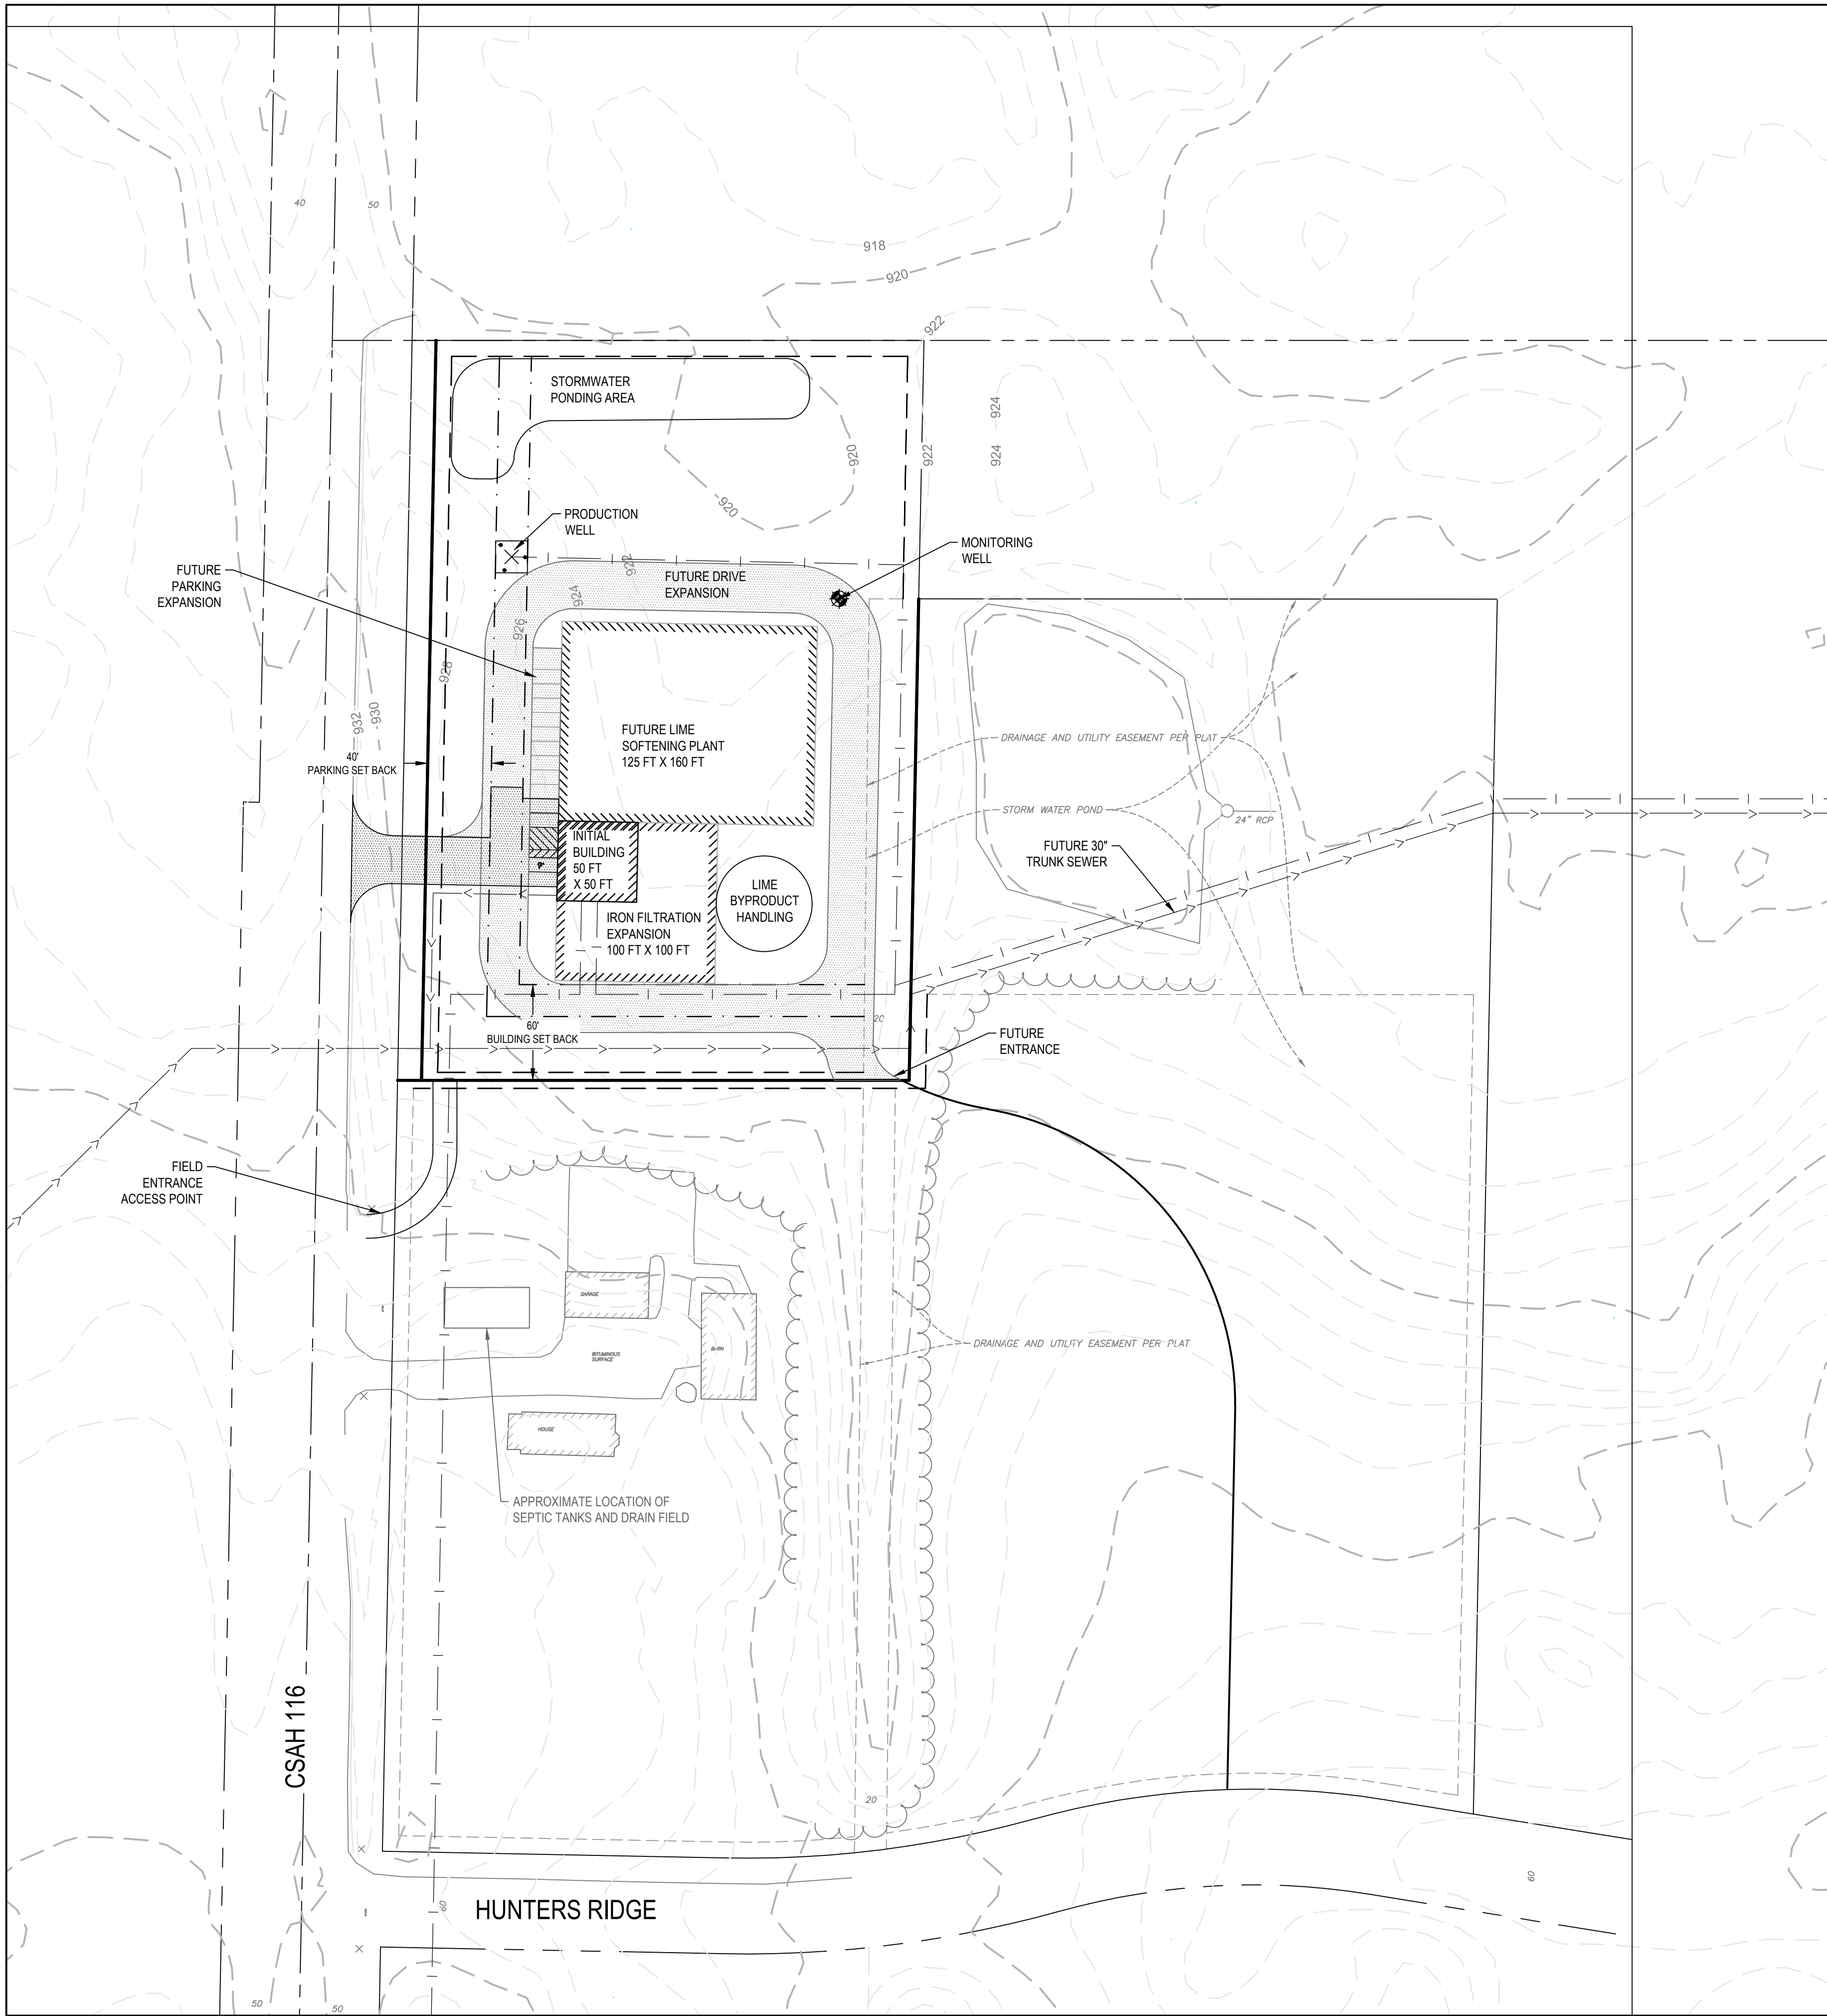 40
50
918
920
922
STORMWATER
PONDING AREA
924
920
922
924
920
PRODUCTION
WELL
MONITORING
WELL
FUTURE
PARKING
EXPANSION
922
FUTURE DRIVE
EXPANSION
924
926
928
932
930
FUTURE LIME
SOFTENING PLANT
125 FT X 160 FT
DRAINAGE AND UTILITY EASEMENT PER PLAT
40'
PARKING SET BACK
STORM WATER POND
24" RCP
INITIAL
BUILDING
50 FT
X 50 FT
FUTURE 30"
TRUNK SEWER
LIME
BYPRODUCT
HANDLING
IRON FILTRATION
EXPANSION
100 FT X 100 FT
20
60'
BUILDING SET BACK
FUTURE
ENTRANCE
FIELD
ENTRANCE
ACCESS POINT
GARAGE
BITUMINOUS
SURFACE
BARN
DRAINAGE AND UTILITY EASEMENT PER PLAT
HOUSE
APPROXIMATE LOCATION OF
SEPTIC TANKS AND DRAIN FIELD
CSAH 116
20
60
60
HUNTERS RIDGE
50
50